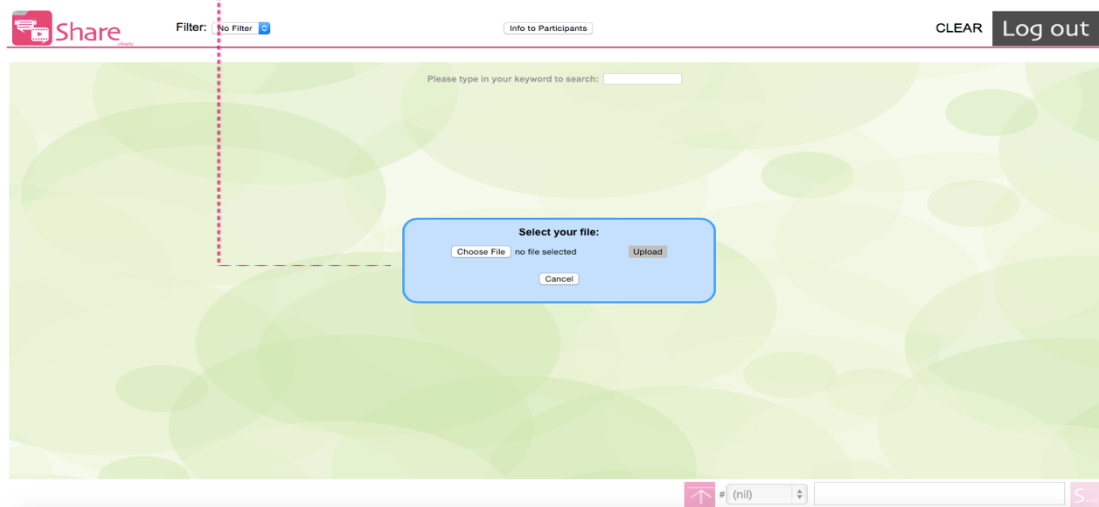 Share
uReply
Filter: No Filter
Info to Participants
CLEAR
Log out
Please type in your keyword to search:
Select your file:
Choose File no file selected Upload
Cancel
# (nil)